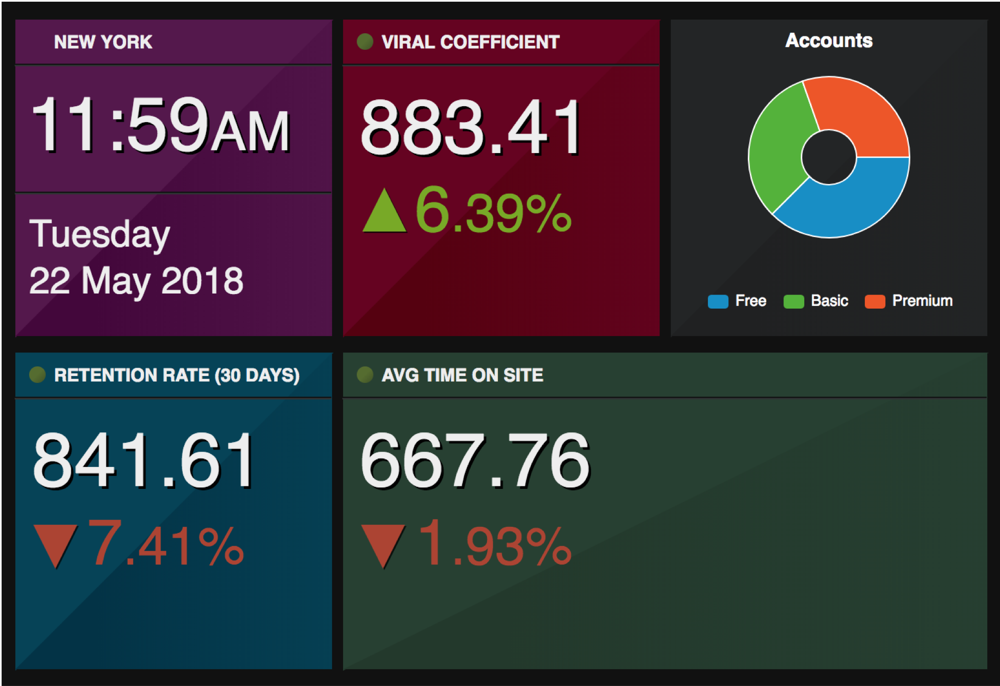 NEW YORK
11:59AM
Tuesday
22 May 2018
VIRAL COEFFICIENT
883.41
▲6.39%
Accounts
Free Basic Premium
RETENTION RATE (30 DAYS)
841.61
▼7.41%
AVG TIME ON SITE
667.76
▼1.93%